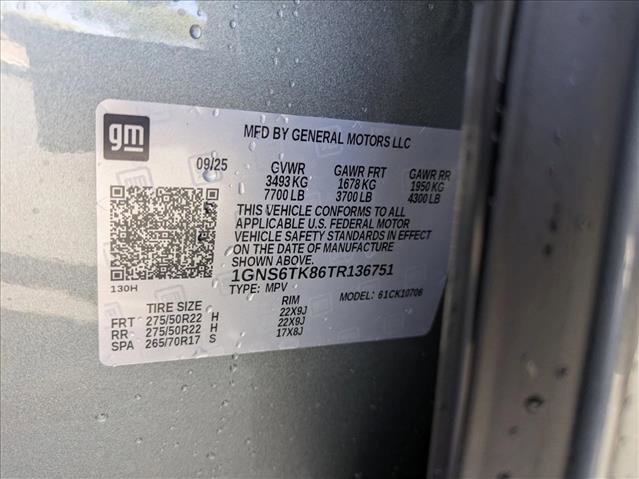 gm
MFD BY GENERAL MOTORS LLC
09/25 GVWR GAWR FRT GAWR RR
3493 KG 1678 KG 1950 KG
7700 LB 3700 LB 4300 LB
THIS VEHICLE CONFORMS TO ALL
APPLICABLE U.S. FEDERAL MOTOR
VEHICLE SAFETY STANDARDS IN EFFECT
ON THE DATE OF MANUFACTURE
SHOWN ABOVE.
1GNS6TK86TR136751
130H TYPE: MPV MODEL: 61CK10706
TIRE SIZE RIM
FRT 275/50R22 H 22X9J
RR 275/50R22 H 22X9J
SPA 265/70R17 S 17X8J